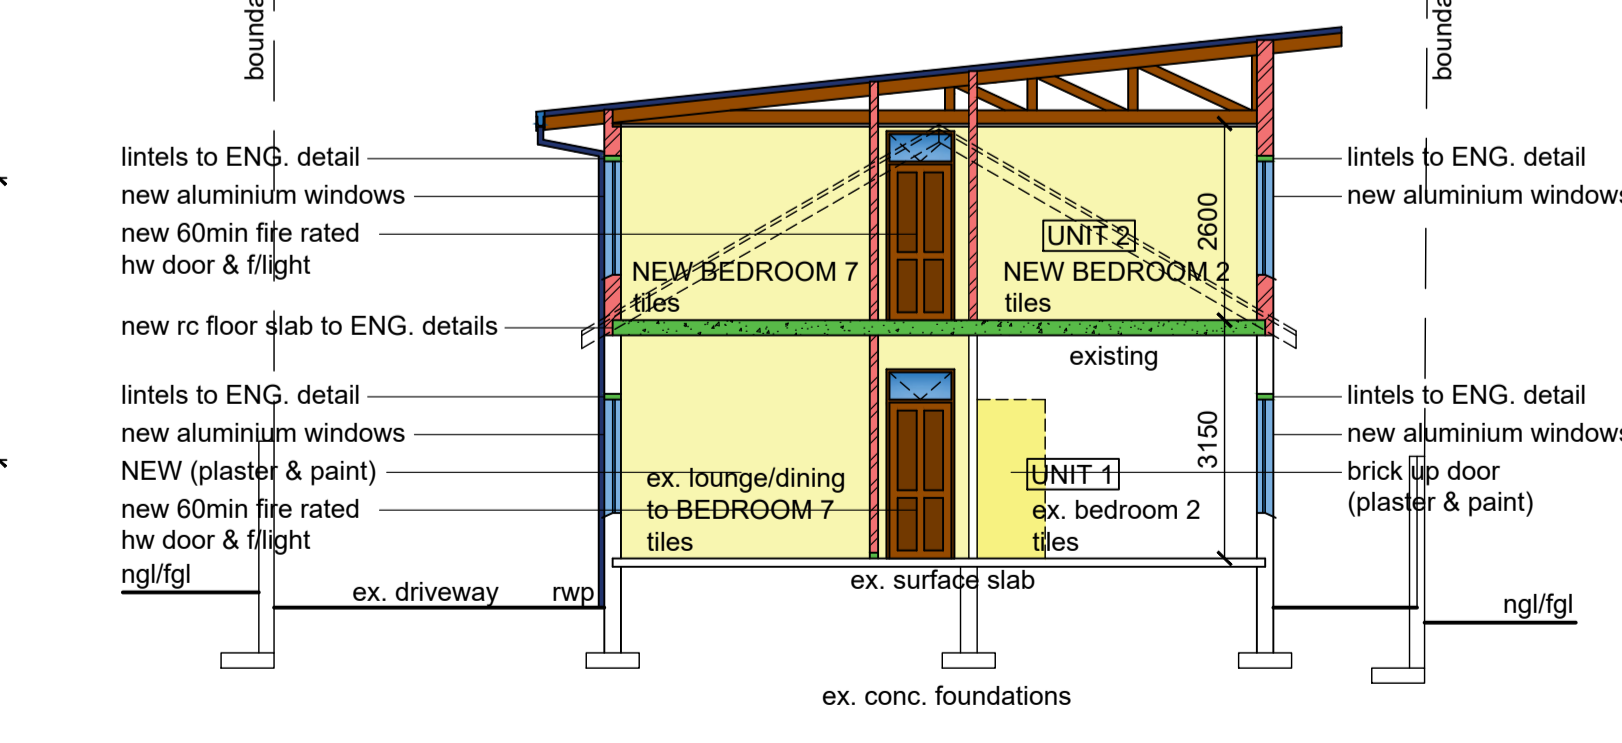 bounda
bounda
lintels to ENG. detail
new aluminium windows
new 60min fire rated
hw door & f/light
new rc floor slab to ENG. details
lintels to ENG. detail
new aluminium windows
NEW (plaster & paint)
new 60min fire rated
hw door & f/light
ngl/fgl
ex. driveway
rwp
NEW BEDROOM 7
tiles
UNIT 2
NEW BEDROOM 2
tiles
2600
existing
3150
ex. lounge/dining
to BEDROOM 7
tiles
UNIT 1
ex. bedroom 2
tiles
ex. surface slab
ex. conc. foundations
lintels to ENG. detail
new aluminium windows
lintels to ENG. detail
new aluminium windows
brick up door
(plaster & paint)
ngl/fgl